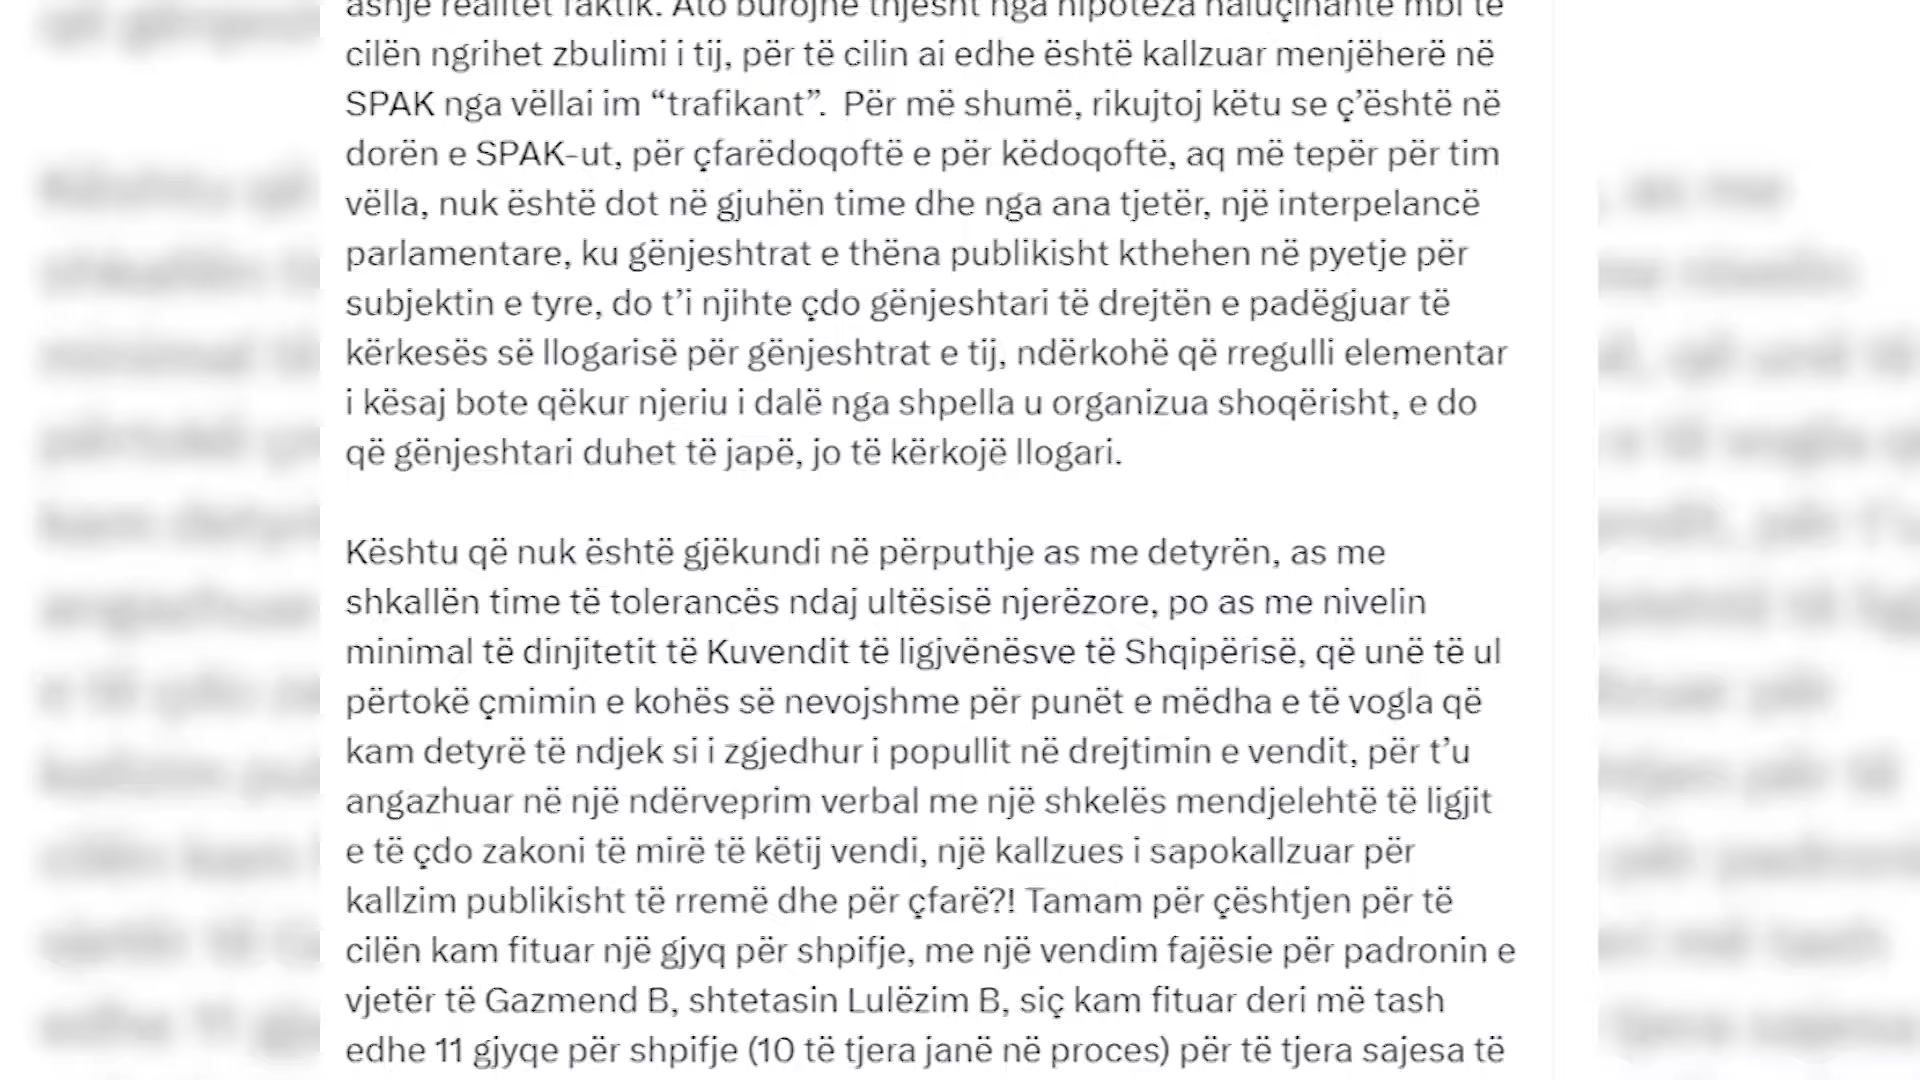 asnjë realitet faktik. Ato burojnë thjesht nga hipoteza haluçinante mbi të
cilën ngrihet zbulimi i tij, për të cilin ai edhe është kallzuar menjëherë në
SPAK nga vëllai im “trafikant”. Për më shumë, rikujtoj këtu se ç’është në
dorën e SPAK-ut, për çfarëdoqoftë e për këdoqoftë, aq më tepër për tim
vëlla, nuk është dot në gjuhën time dhe nga ana tjetër, një interpelancë
parlamentare, ku gënjeshtrat e thëna publikisht kthehen në pyetje për
subjektin e tyre, do t’i njihte çdo gënjeshtari të drejtën e padëgjuar të
kërkesës së llogarisë për gënjeshtrat e tij, ndërkohë që rregulli elementar
i kësaj bote qëkur njeriu i dalë nga shpella u organizua shoqërisht, e do
që gënjeshtari duhet të japë, jo të kërkojë llogari.
Kështu që nuk është gjëkundi në përputhje as me detyrën, as me
shkallën time të tolerancës ndaj ultësisë njerëzore, po as me nivelin
minimal të dinjitetit të Kuvendit të ligjvënësve të Shqipërisë, që unë të ul
përtokë çmimin e kohës së nevojshme për punët e mëdha e të vogla që
kam detyrë të ndjek si i zgjedhur i popullit në drejtimin e vendit, për t’u
angazhuar në një ndërveprim verbal me një shkelës mendjelehtë të ligjit
e të çdo zakoni të mirë të këtij vendi, një kallzues i sapokallzuar për
kallzim publikisht të rremë dhe për çfarë?! Tamam për çështjen për të
cilën kam fituar një gjyq për shpifje, me një vendim fajësie për padronin e
vjetër të Gazmend B, shtetasin Lulëzim B, siç kam fituar deri më tash
edhe 11 gjyqe për shpifje (10 të tjera janë në proces) për të tjera sajesa të